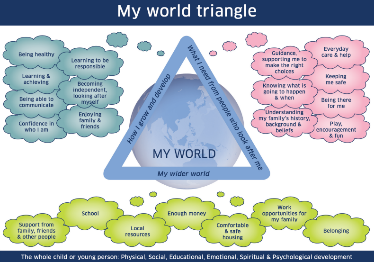 My world triangle
Being healthy
Learning to be
responsible
Learning &
achieving
Becoming
independent,
looking after
myself
Being able to
communicate
Enjoying
family &
friends
Confidence in
who I am
How I grow and develop
What I need from people who look after me
My wider world
MY WORLD
Guidance,
supporting me to
make the right
choices
Everyday
care & help
Keeping
me safe
Knowing what is
going to happen
& when
Being there
for me
Understanding
my family's history,
background &
beliefs
Play,
encouragement
& fun
Support from
family, friends
& other people
School
Local
resources
Enough money
Comfortable
& safe
housing
Work
opportunities for
my family
Belonging
The whole child or young person: Physical, Social, Educational, Emotional, Spiritual & Psychological development